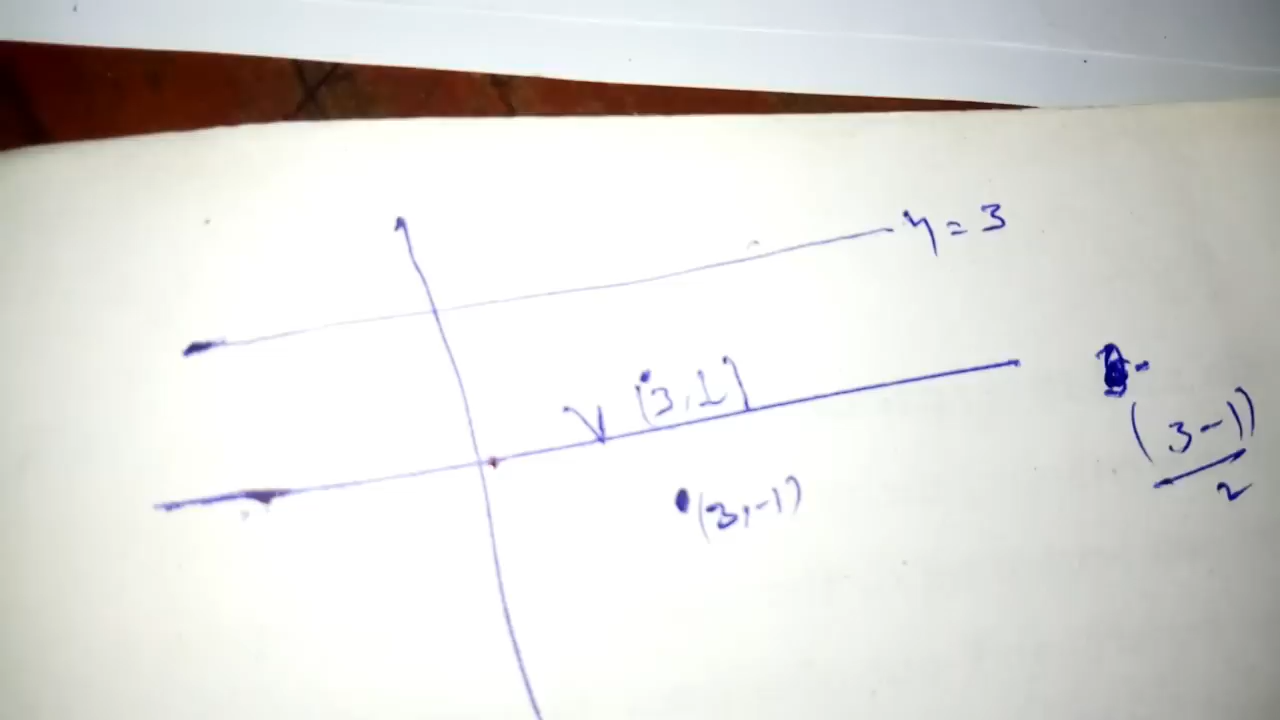 y = 3
V (3,1)
(3,-1)
(3-1)
2